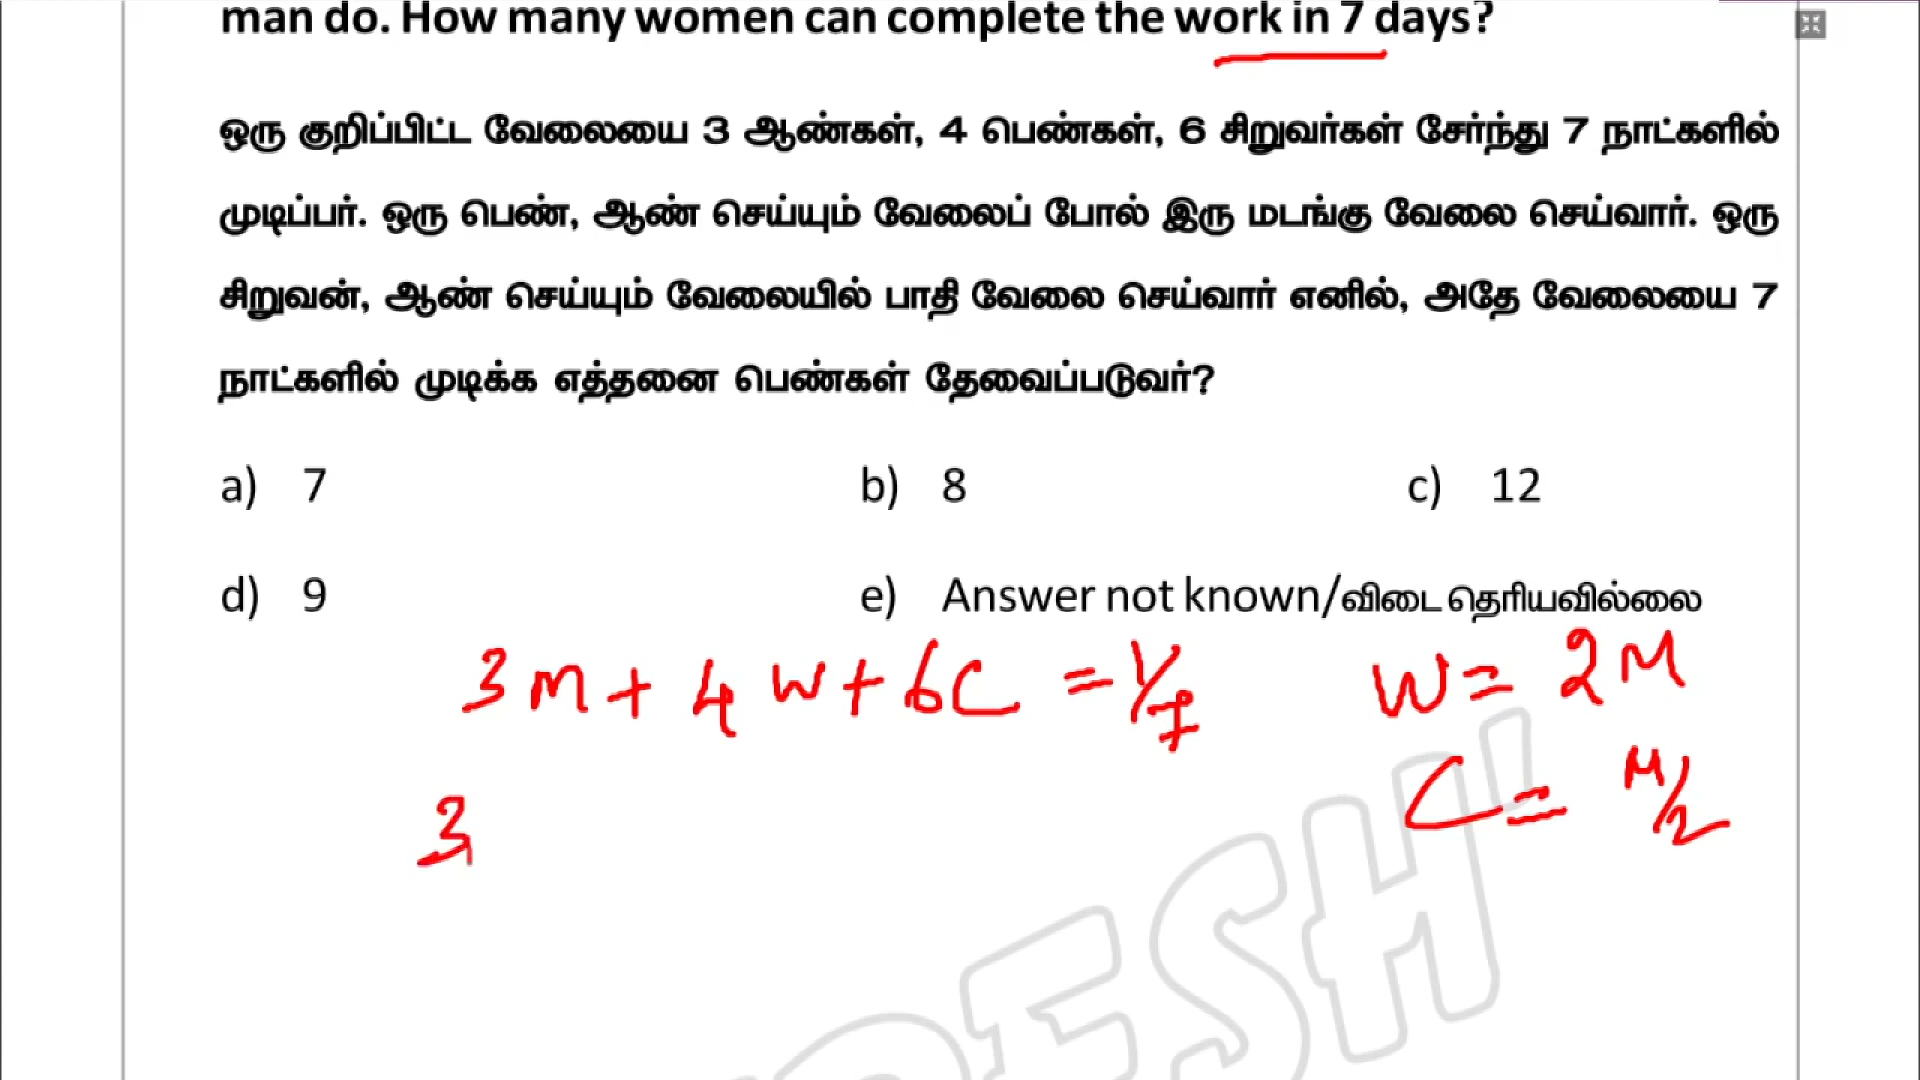 man do. How many women can complete the work in 7 days?
ஒரு குறிப்பிட்ட வேலையை 3 ஆண்கள், 4 பெண்கள், 6 சிறுவர்கள் சேர்ந்து 7 நாட்களில்
முடிப்பர். ஒரு பெண், ஆண் செய்யும் வேலைப் போல் இரு மடங்கு வேலை செய்வார். ஒரு
சிறுவன், ஆண் செய்யும் வேலையில் பாதி வேலை செய்வார் எனில், அதே வேலையை 7
நாட்களில் முடிக்க எத்தனை பெண்கள் தேவைப்படுவர்?
a) 7 b) 8 c) 12
d) 9 e) Answer not known/விடை தெரியவில்லை
3M + 4W + 6C = 1/7 W = 2M
C = M/2
3